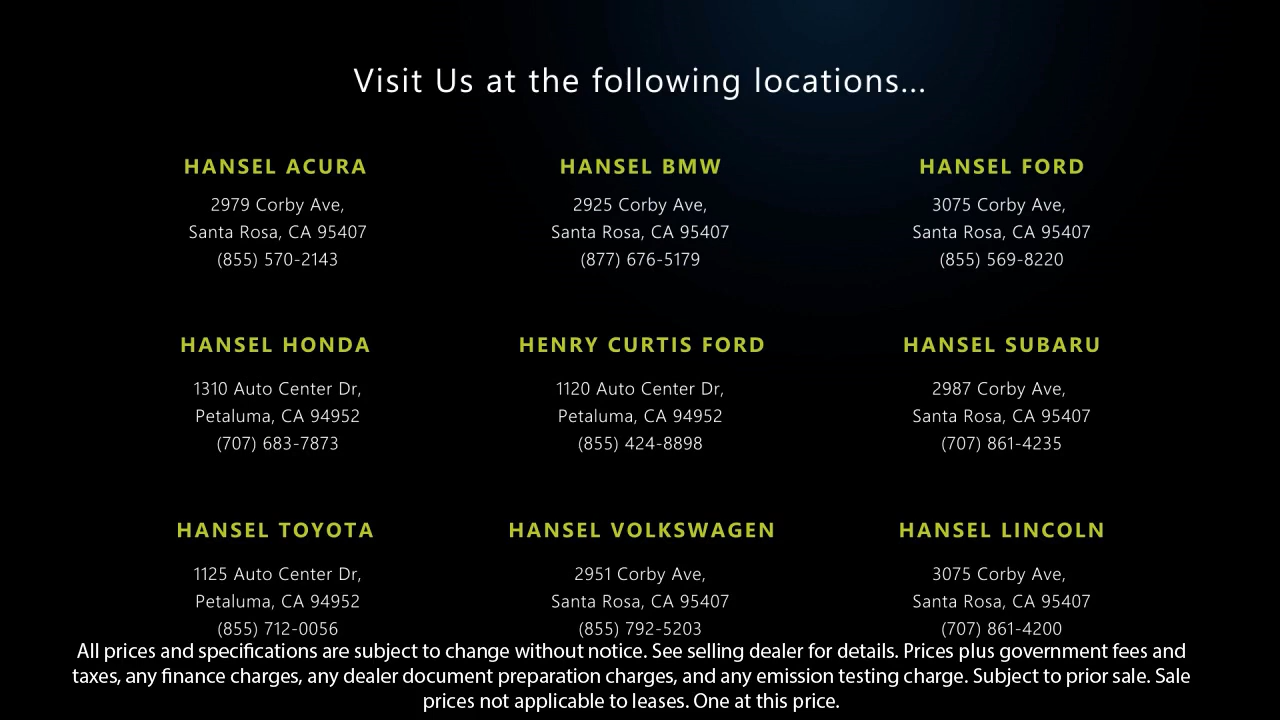 Visit Us at the following locations...
HANSEL ACURA
2979 Corby Ave,
Santa Rosa, CA 95407
(855) 570-2143
HANSEL BMW
2925 Corby Ave,
Santa Rosa, CA 95407
(877) 676-5179
HANSEL FORD
3075 Corby Ave,
Santa Rosa, CA 95407
(855) 569-8220
HANSEL HONDA
1310 Auto Center Dr,
Petaluma, CA 94952
(707) 683-7873
HENRY CURTIS FORD
1120 Auto Center Dr,
Petaluma, CA 94952
(855) 424-8898
HANSEL SUBARU
2987 Corby Ave,
Santa Rosa, CA 95407
(707) 861-4235
HANSEL TOYOTA
1125 Auto Center Dr,
Petaluma, CA 94952
(855) 712-0056
HANSEL VOLKSWAGEN
2951 Corby Ave,
Santa Rosa, CA 95407
(855) 792-5203
HANSEL LINCOLN
3075 Corby Ave,
Santa Rosa, CA 95407
(707) 861-4200
All prices and specifications are subject to change without notice. See selling dealer for details. Prices plus government fees and
taxes, any finance charges, any dealer document preparation charges, and any emission testing charge. Subject to prior sale. Sale
prices not applicable to leases. One at this price.